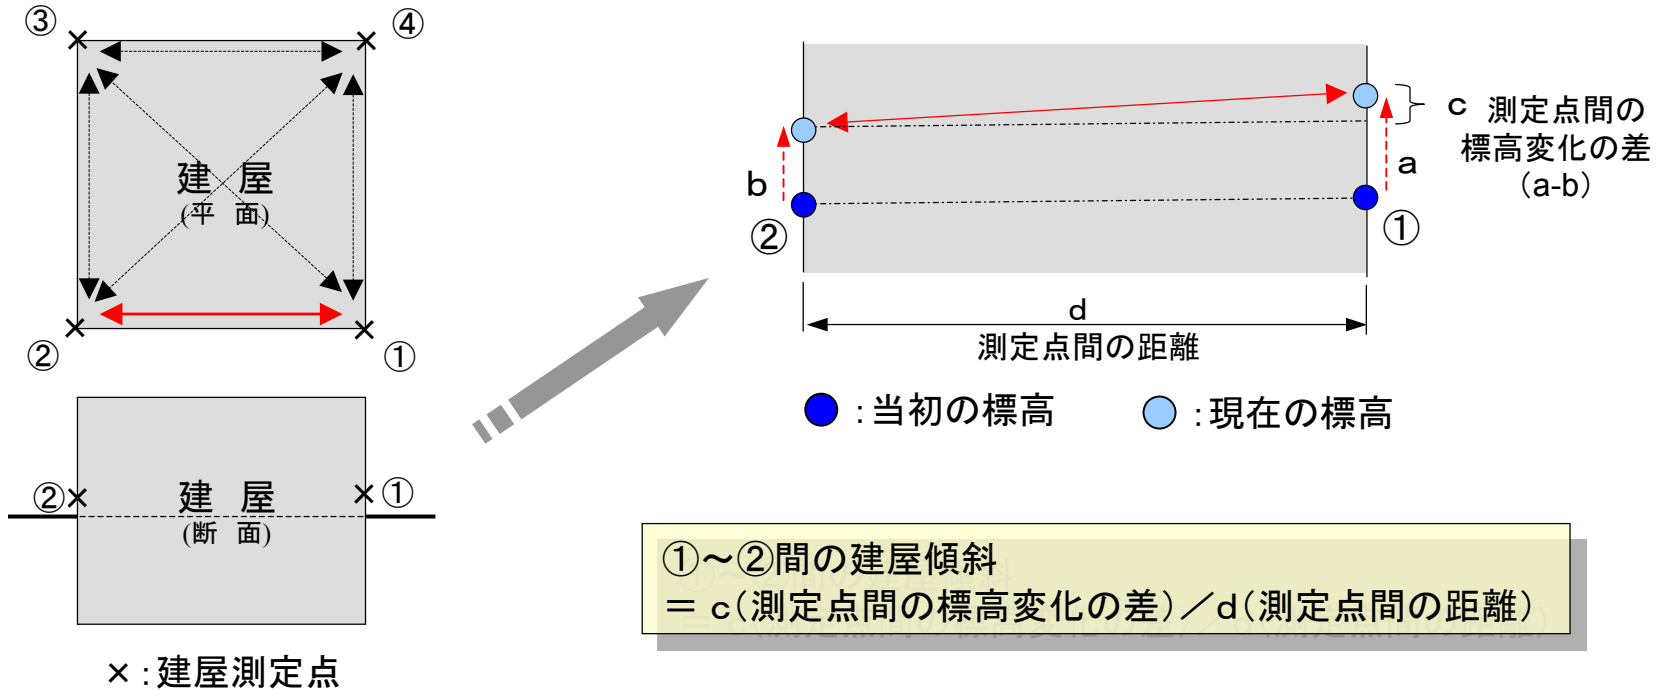 ③
④
建 屋
(平 面)
②
①
②
建 屋
(断 面)
①
×：建屋測定点
b
②
a
①
c 測定点間の
標高変化の差
(a-b)
d
測定点間の距離
：当初の標高
：現在の標高
①～②間の建屋傾斜
＝ c(測定点間の標高変化の差)／d(測定点間の距離)